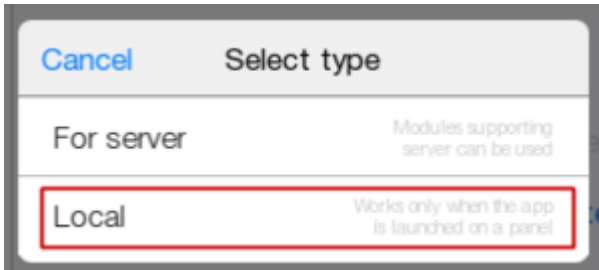 Cancel Select type
For server
Modules supporting
server can be used
Local
Works only when the app
is launched on a panel